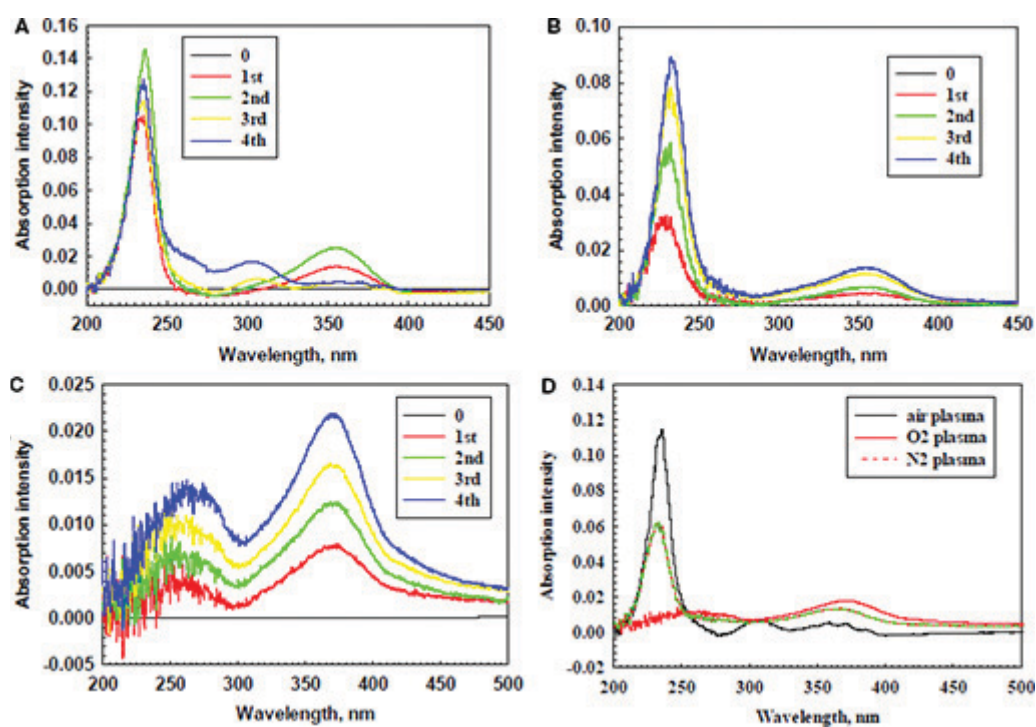 A
Absorption intensity
0.16
0.14
0.12
0.10
0.08
0.06
0.04
0.02
0.00
0
1st
2nd
3rd
4th
200 250 300 350 400 450
Wavelength, nm
B
Absorption intensity
0.10
0.08
0.06
0.04
0.02
0.00
0
1st
2nd
3rd
4th
200 250 300 350 400 450
Wavelength, nm
C
Absorption intensity
0.025
0.020
0.015
0.010
0.005
0.000
-0.005
0
1st
2nd
3rd
4th
200 250 300 350 400 450 500
Wavelength, nm
D
Absorption intensity
0.14
0.12
0.10
0.08
0.06
0.04
0.02
0.00
-0.02
air plasma
O2 plasma
N2 plasma
200 250 300 350 400 450 500
Wavelength, nm